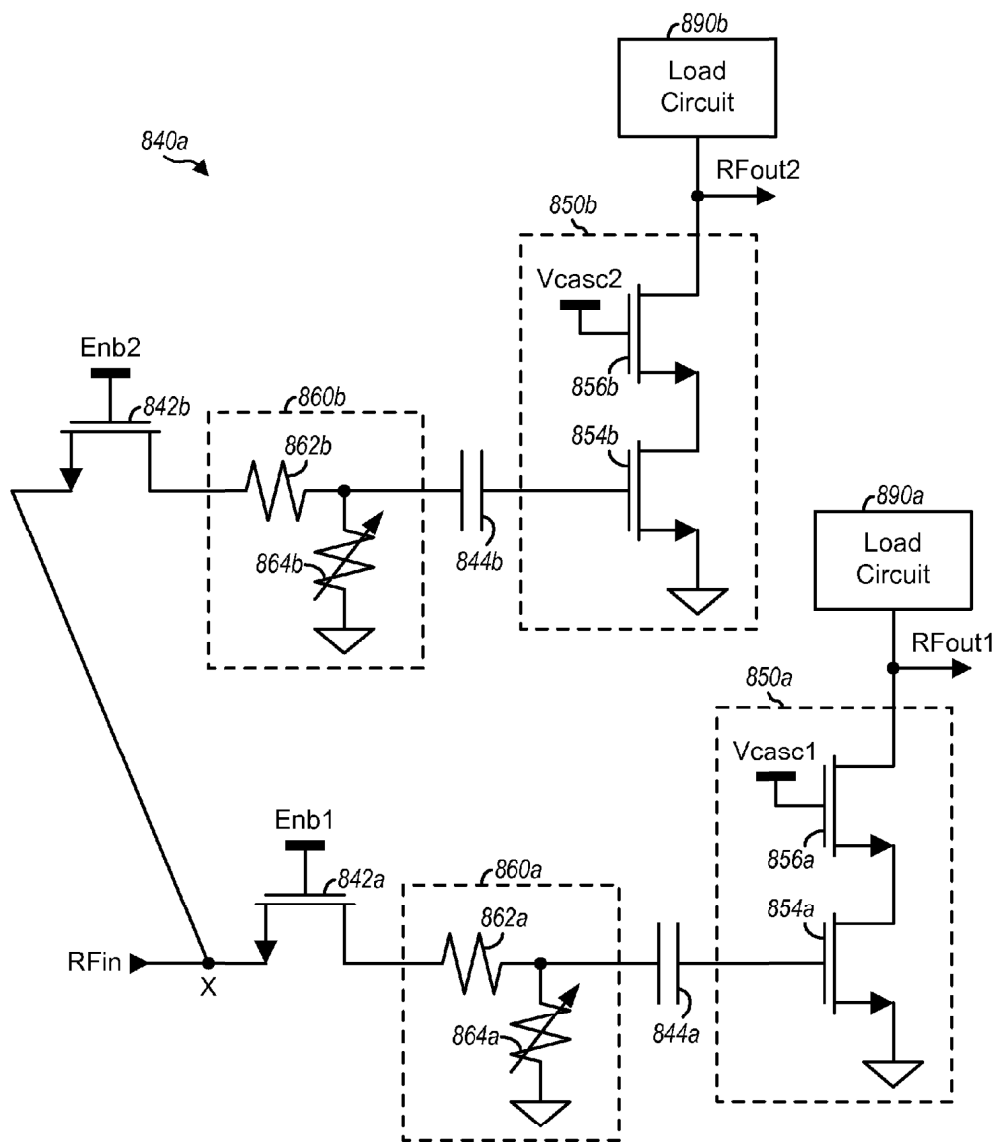 890b
Load
Circuit
840a
RFout2
850b
Vcasc2
856b
Enb2
842b
860b
862b
854b
864b
844b
890a
Load
Circuit
RFout1
850a
Vcasc1
856a
Enb1
842a
860a
862a
854a
RFin
X
864a
844a